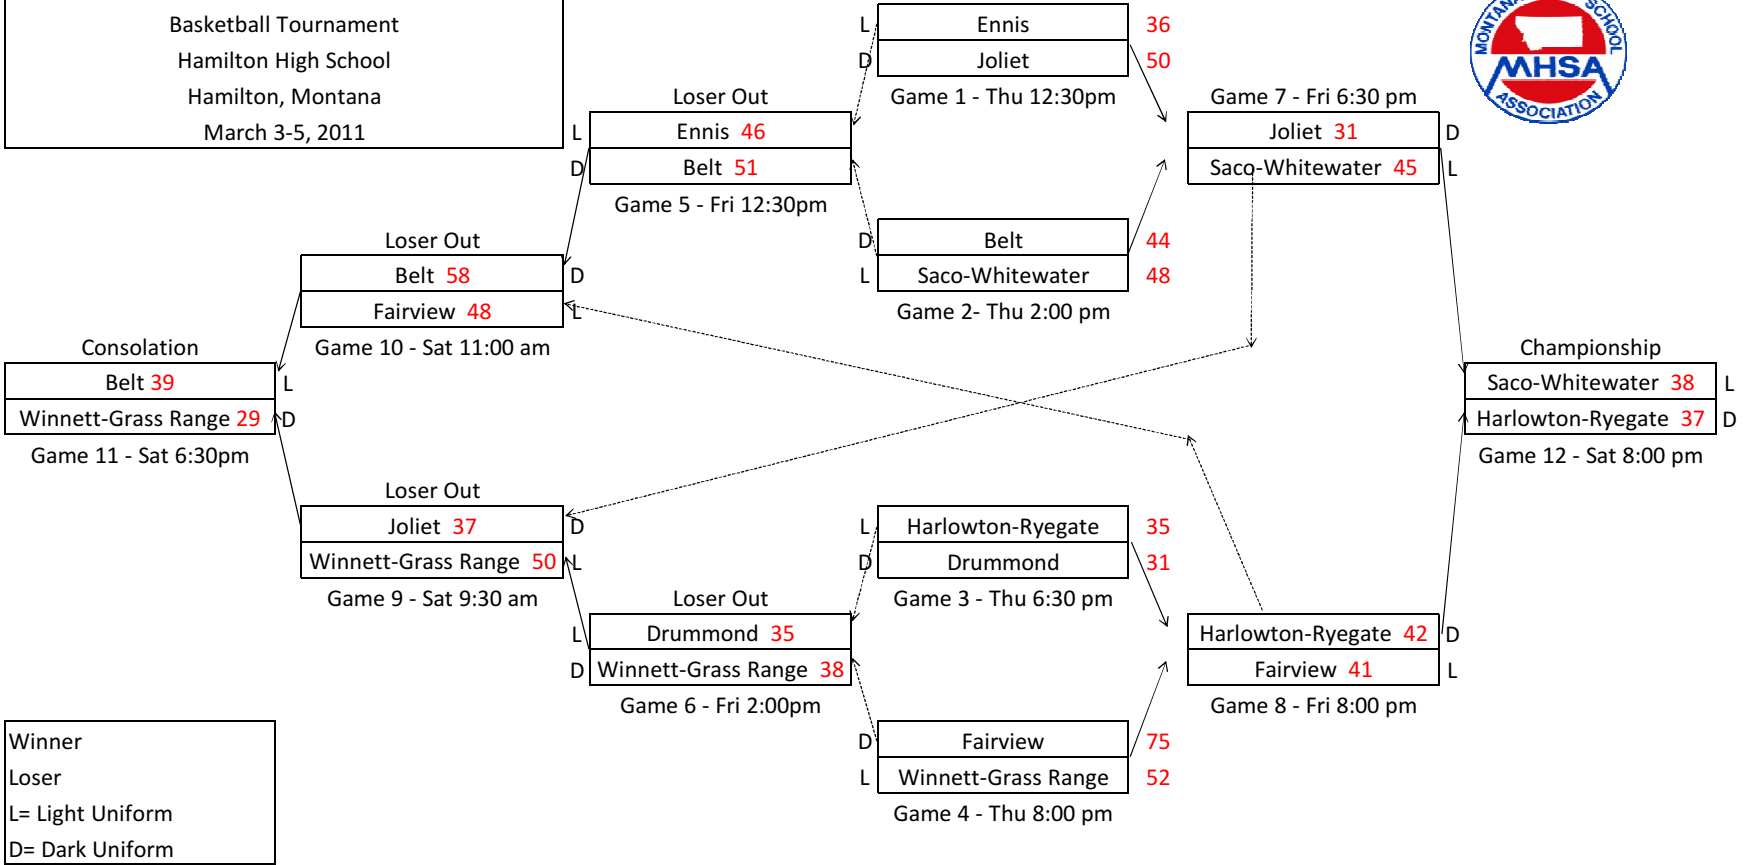 Basketball Tournament
Hamilton High School
Hamilton, Montana
March 3-5, 2011
L Ennis 36
D Joliet 50
Game 1 - Thu 12:30pm
MONTANA SCHOOL
MHSA
ASSOCIATION
Loser Out
L Ennis 46
D Belt 51
Game 5 - Fri 12:30pm
Game 7 - Fri 6:30 pm
Joliet 31 D
Saco-Whitewater 45 L
D Belt 44
L Saco-Whitewater 48
Game 2- Thu 2:00 pm
Loser Out
Belt 58 D
Fairview 48 L
Game 10 - Sat 11:00 am
Consolation
Belt 39 L
Winnett-Grass Range 29 D
Game 11 - Sat 6:30pm
Championship
Saco-Whitewater 38 L
Harlowton-Ryegate 37 D
Game 12 - Sat 8:00 pm
Loser Out
Joliet 37 D
Winnett-Grass Range 50 L
Game 9 - Sat 9:30 am
L Harlowton-Ryegate 35
D Drummond 31
Game 3 - Thu 6:30 pm
Loser Out
L Drummond 35
D Winnett-Grass Range 38
Game 6 - Fri 2:00pm
Harlowton-Ryegate 42 D
Fairview 41 L
Game 8 - Fri 8:00 pm
D Fairview 75
L Winnett-Grass Range 52
Game 4 - Thu 8:00 pm
Winner
Loser
L= Light Uniform
D= Dark Uniform